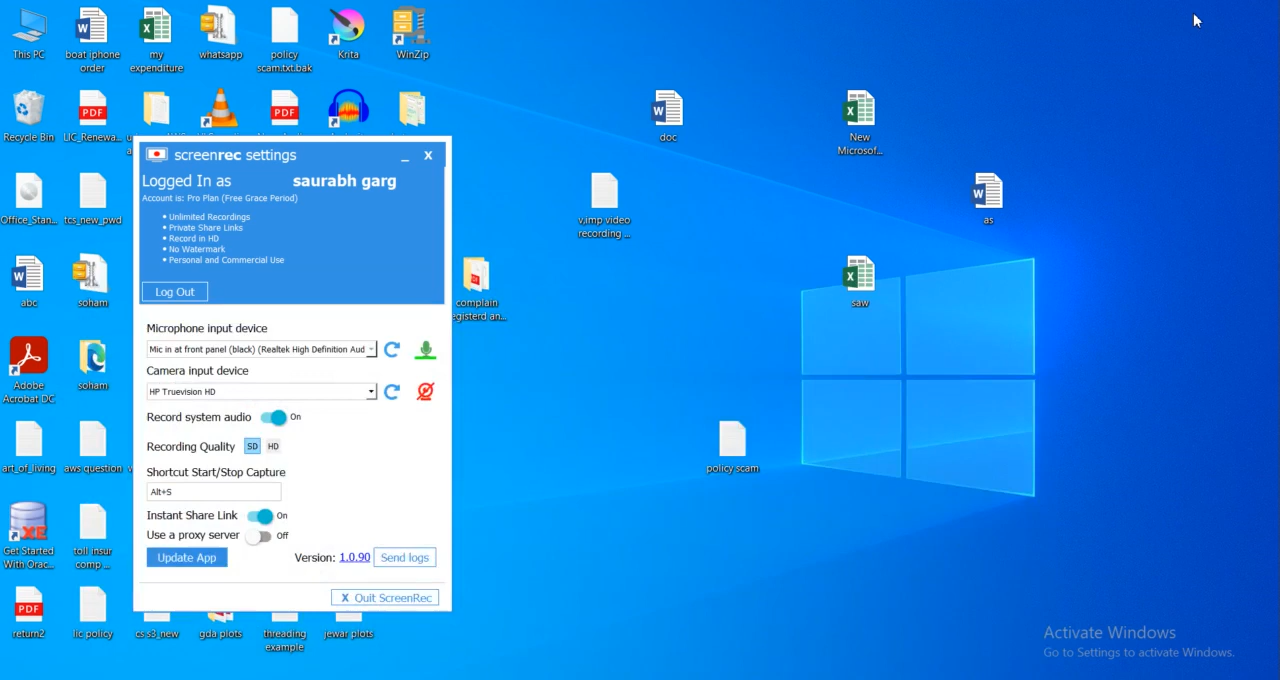 This PC
boat iphone
order
my
expenditure
whatsapp
policy
scam.txt.bak
Krita
WinZip
Recycle Bin
PDF
LIC_Renewa...
PDF
doc
New
Microsof...
screenrec settings
_ X
Logged In as saurabh garg
Account is: Pro Plan (Free Grace Period)
• Unlimited Recordings
• Private Share Links
• Record in HD
• No Watermark
• Personal and Commercial Use
Log Out
Office_Stan...
tcs_new_pwd
v,imp video
recording ...
as
abc
soham
complain
egisterd an...
saw
Microphone input device
Mic in at front panel (black) (Realtek High Definition Aud
Camera input device
HP Truevision HD
Record system audio On
Recording Quality SD HD
Shortcut Start/Stop Capture
Alt+S
Instant Share Link On
Use a proxy server Off
Update App
Version: 1.0.90 Send logs
X Quit ScreenRec
Adobe
Acrobat DC
soham
art_of_living
aws question
policy scam
XE
Get Started
With Orac...
toll insur
comp ...
PDF
return2
lic policy
cs s3_new
gda plots
threading
example
jewar plots
Activate Windows
Go to Settings to activate Windows.